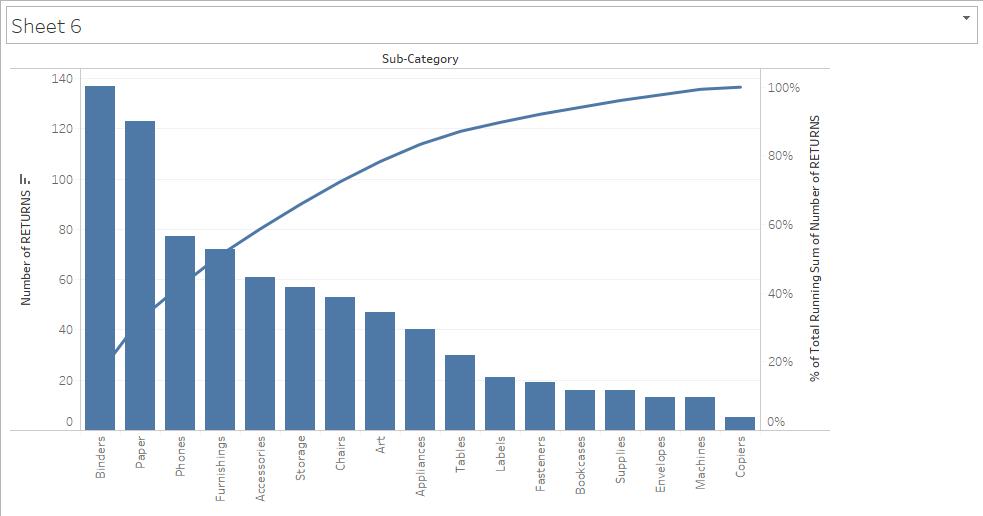 Sheet 6
Sub-Category
Number of RETURNS
140
120
100
80
60
40
20
0
100%
80%
60%
40%
20%
0%
% of Total Running Sum of Number of RETURNS
Binders
Paper
Phones
Furnishings
Accessories
Storage
Chairs
Art
Appliances
Tables
Labels
Fasteners
Bookcases
Supplies
Envelopes
Machines
Copiers